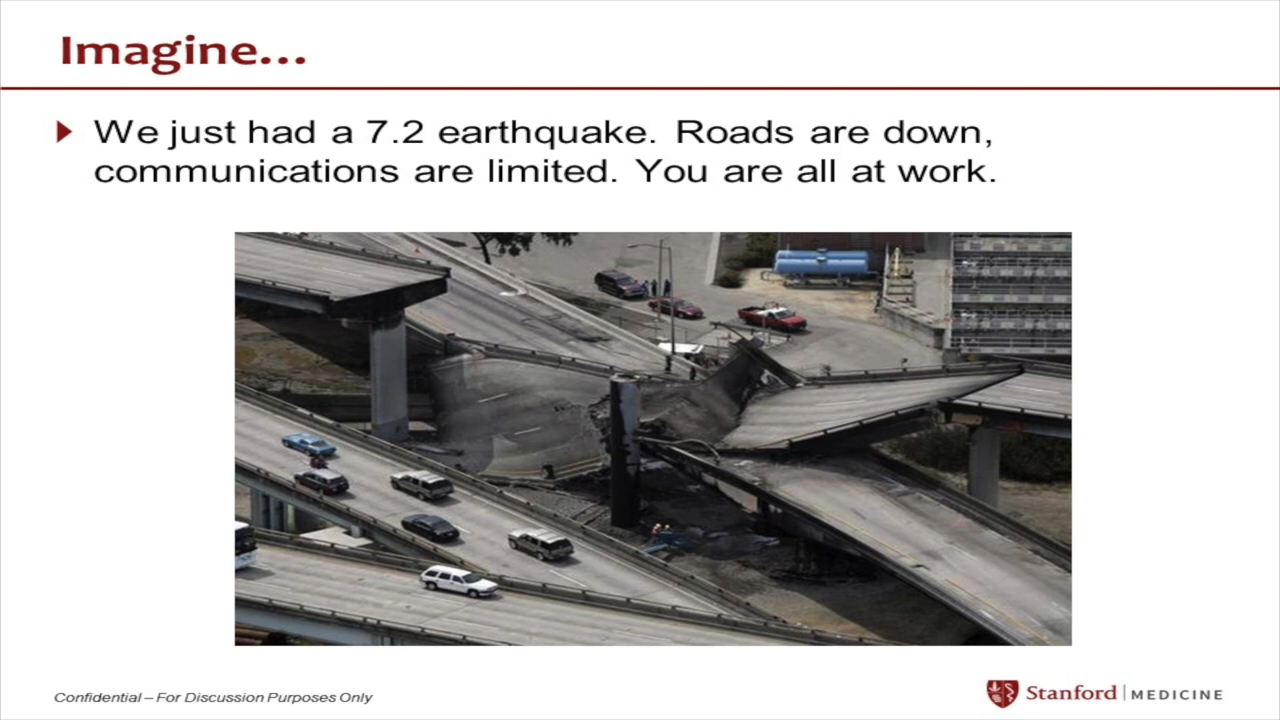 Imagine...
We just had a 7.2 earthquake. Roads are down,
communications are limited. You are all at work.
Confidential – For Discussion Purposes Only
Stanford MEDICINE